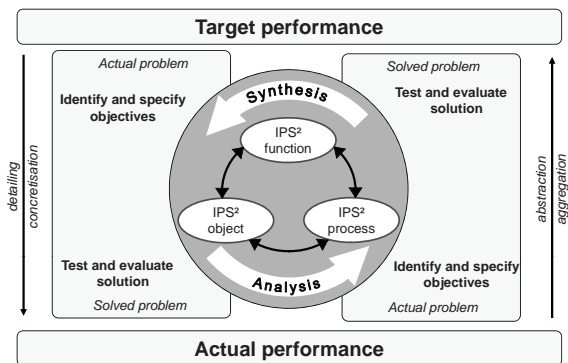 Target performance
Actual problem
Identify and specify
objectives
Solved problem
Test and evaluate
solution
Synthesis
IPS² 
function
IPS²
object
IPS²
process
Analysis
detailing
concretisation
abstraction
aggregation
Test and evaluate
solution
Solved problem
Identify and specify
objectives
Actual problem
Actual performance